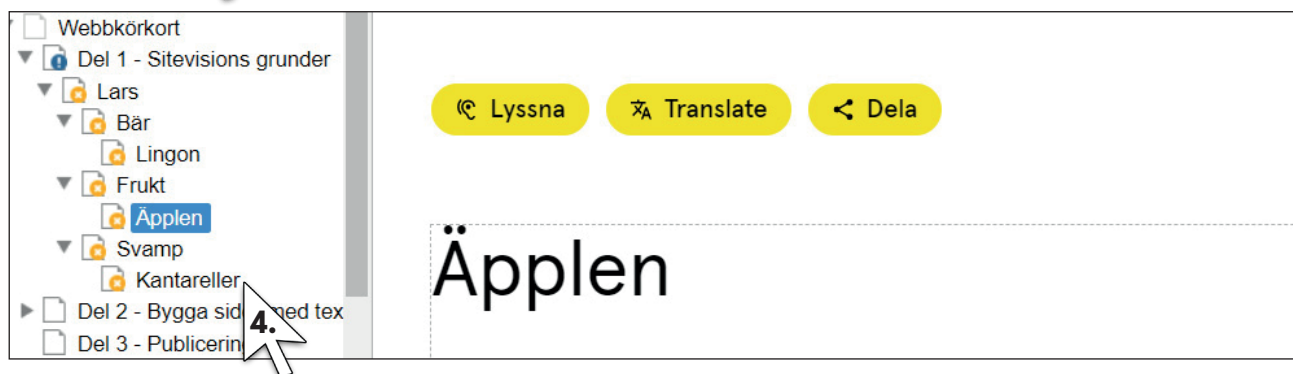 Webbkörkort
Del 1 - Sitevisions grunder
Lars
Bär
Lingon
Frukt
Äpplen
Svamp
Kantareller
Del 2 - Bygga sid med tex
Del 3 - Publicerin
4.
Lyssna Translate Dela
Äpplen